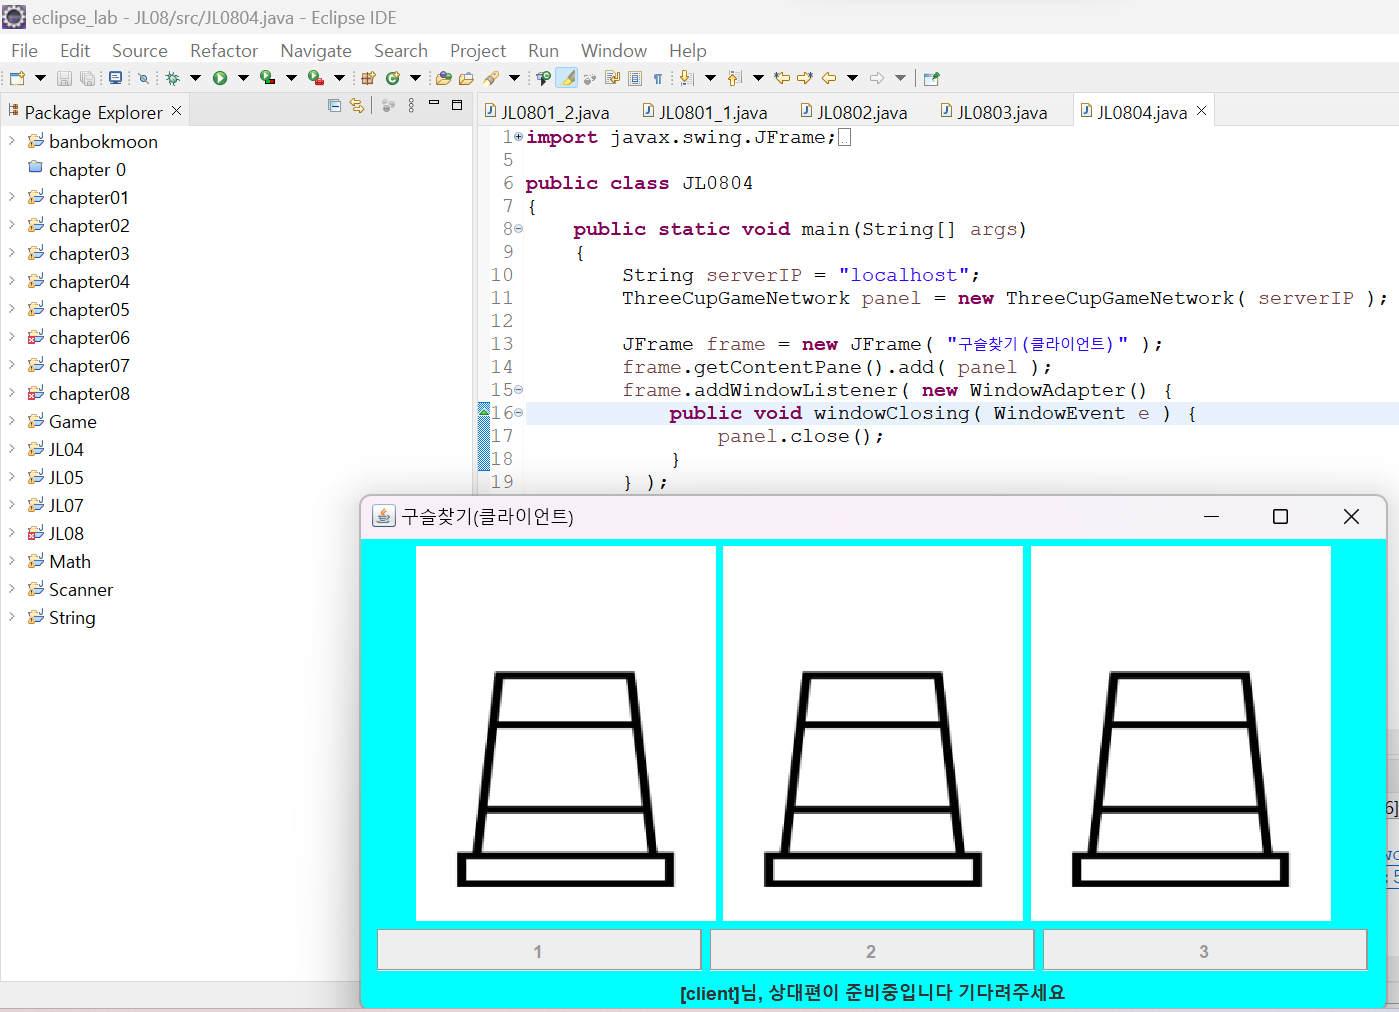 eclipse_lab - JL08/src/JL0804.java - Eclipse IDE
File Edit Source Refactor Navigate Search Project Run Window Help
Package Explorer
banbokmoon
chapter 0
chapter01
chapter02
chapter03
chapter04
chapter05
chapter06
chapter07
chapter08
Game
JL04
JL05
JL07
JL08
Math
Scanner
String
JL0801_2.java JL0801_1.java JL0802.java JL0803.java JL0804.java
1 import javax.swing.JFrame;
5
6 public class JL0804
7 {
8 public static void main(String[] args)
9 {
10 String serverIP = "localhost";
11 ThreeCupGameNetwork panel = new ThreeCupGameNetwork( serverIP );
12
13 JFrame frame = new JFrame( "구슬찾기(클라이언트)" );
14 frame.getContentPane().add( panel );
15 frame.addWindowListener( new WindowAdapter() {
16 public void windowClosing( WindowEvent e ) {
17 panel.close();
18 }
19 } );
구슬찾기(클라이언트)
1 2 3
[client]님, 상대편이 준비중입니다 기다려주세요